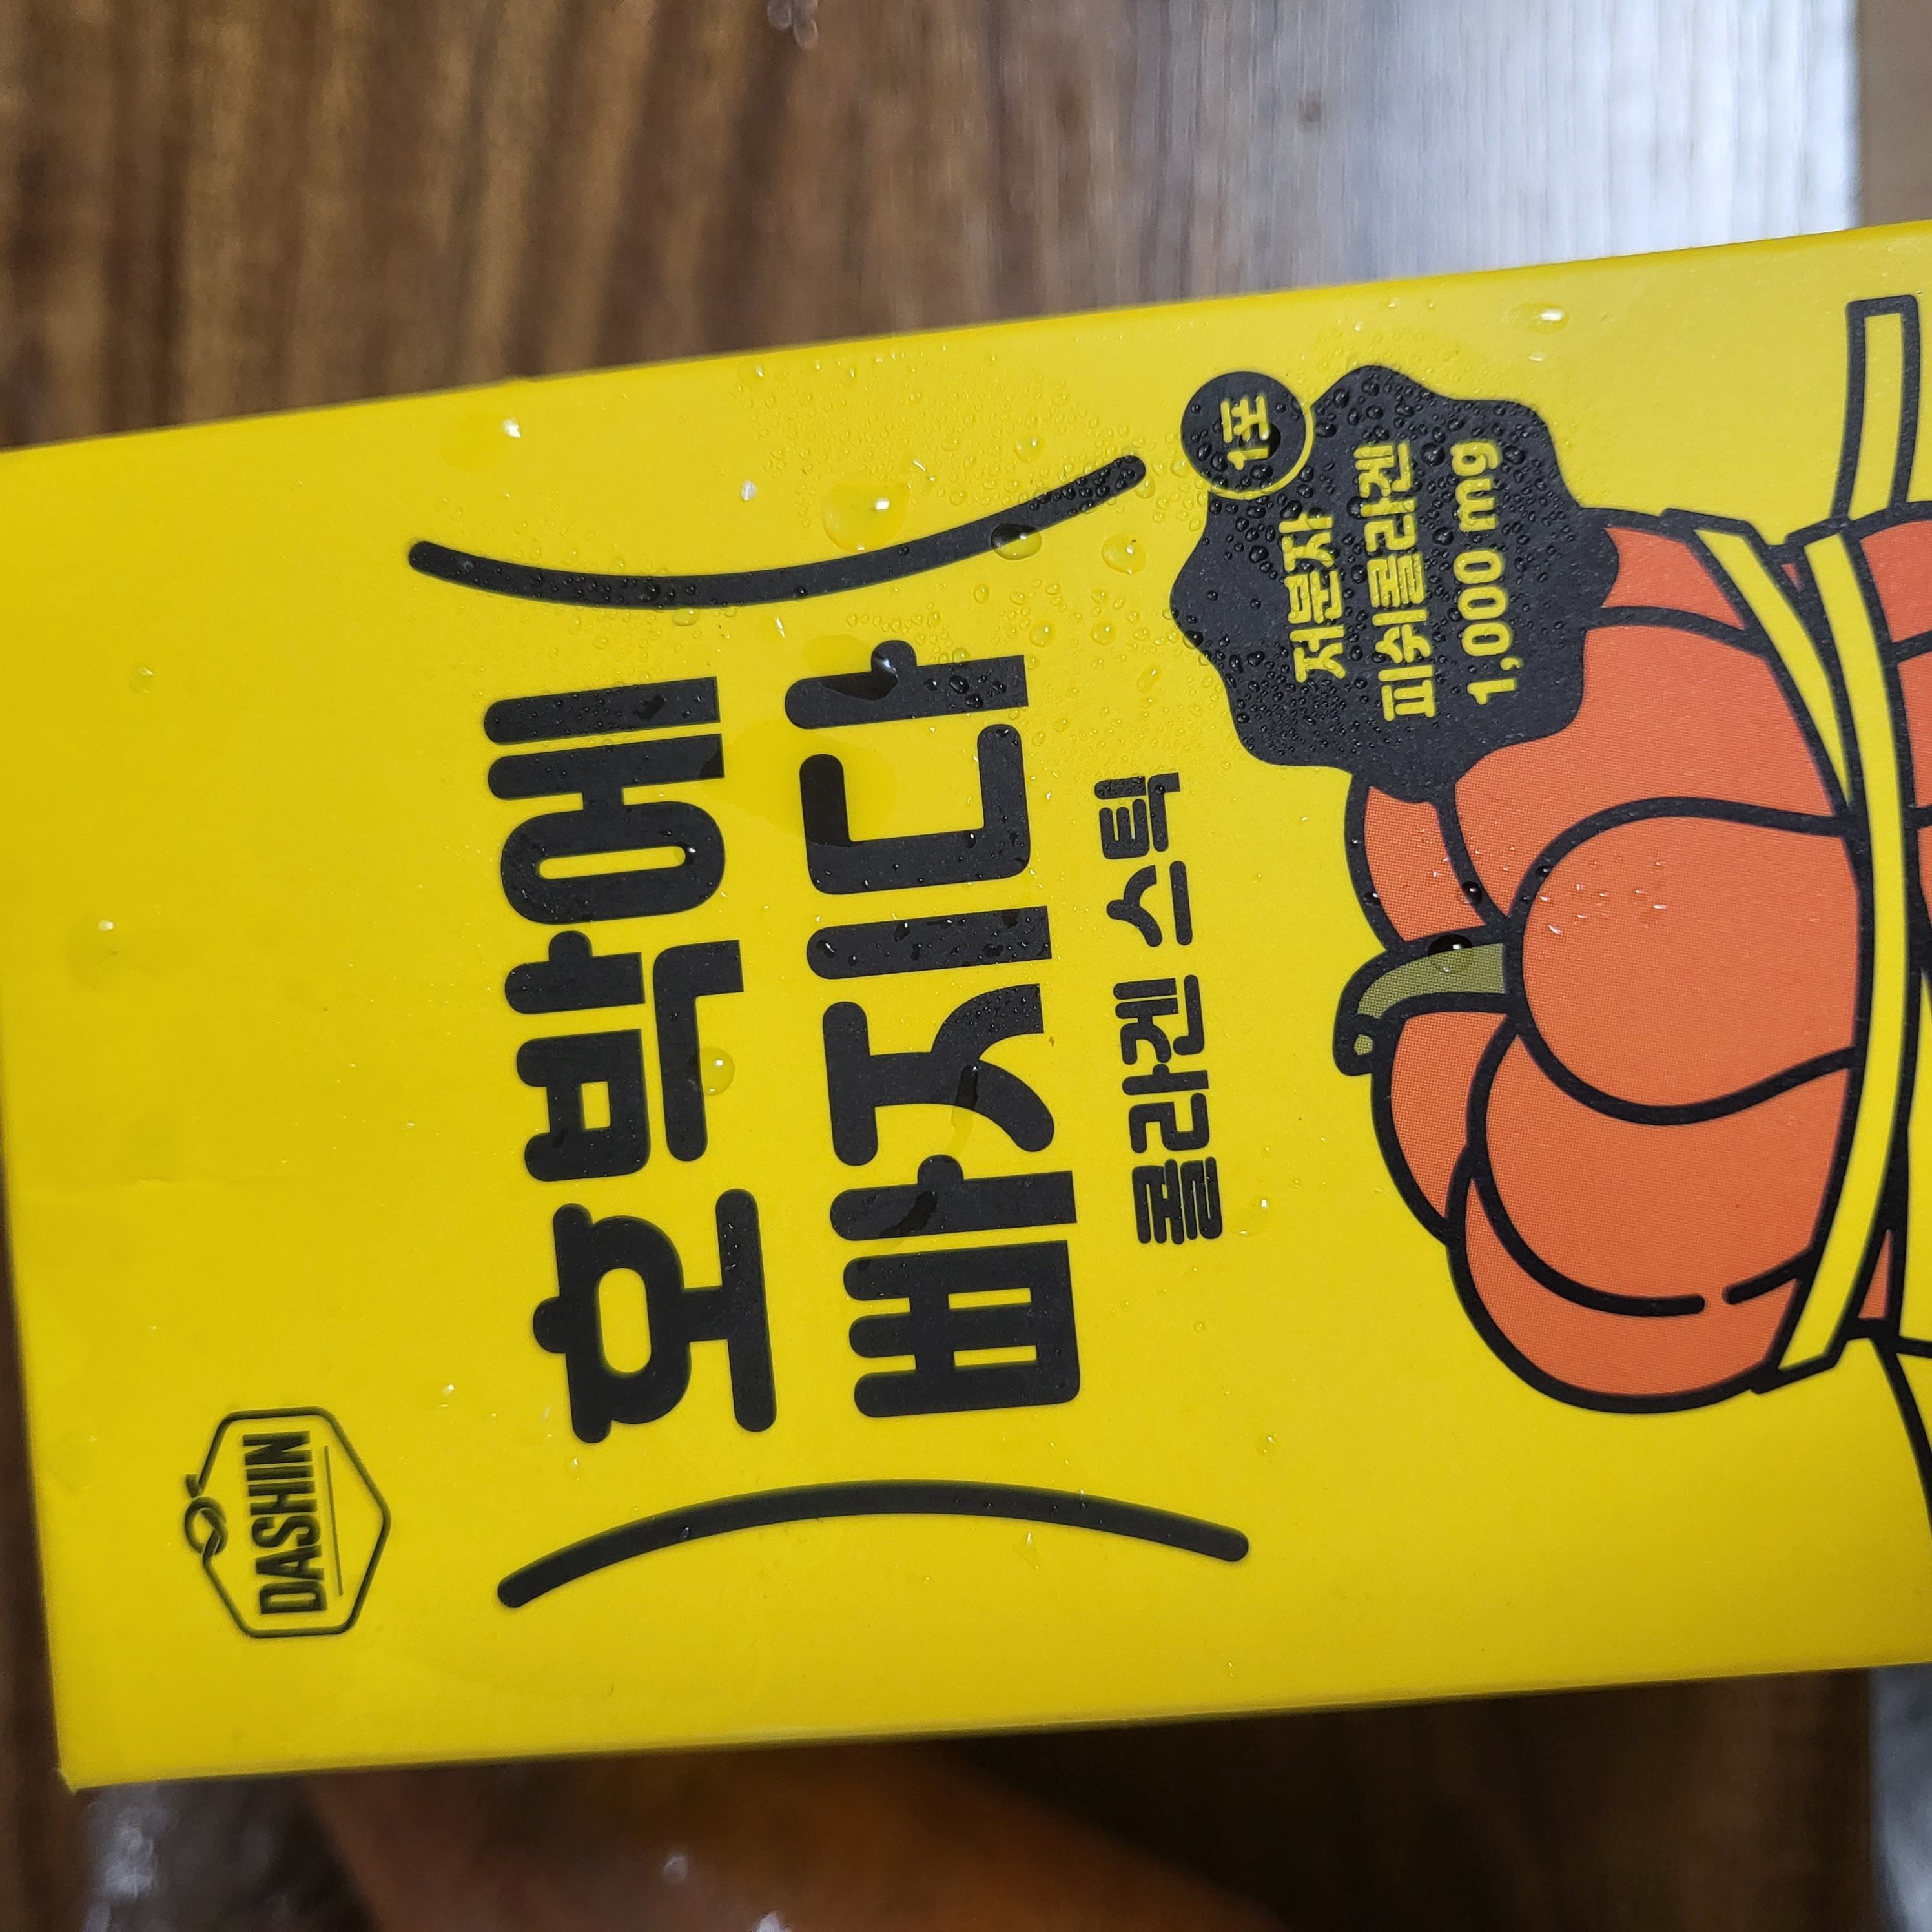 DASHIN
호박에
빠지다
콜라겐 스틱
1포
저분자
피쉬콜라겐
1,000 mg